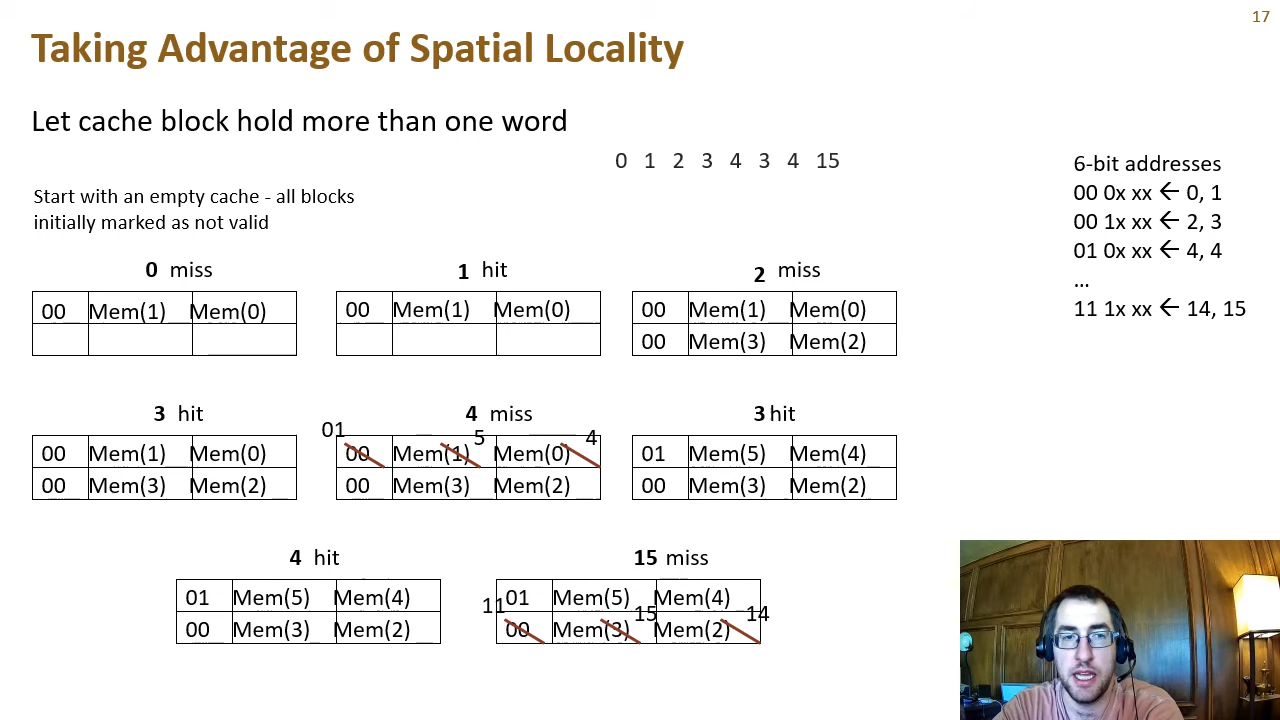 17
Taking Advantage of Spatial Locality
Let cache block hold more than one word
0 1 2 3 4 3 4 15
Start with an empty cache - all blocks
initially marked as not valid
6-bit addresses
00 0x xx ← 0, 1
00 1x xx ← 2, 3
01 0x xx ← 4, 4
...
11 1x xx ← 14, 15
0 miss
00 Mem(1) Mem(0)
1 hit
00 Mem(1) Mem(0)
2 miss
00 Mem(1) Mem(0)
00 Mem(3) Mem(2)
3 hit
00 Mem(1) Mem(0)
00 Mem(3) Mem(2)
4 miss
01 5 4
00 Mem(1) Mem(0)
00 Mem(3) Mem(2)
3 hit
01 Mem(5) Mem(4)
00 Mem(3) Mem(2)
4 hit
01 Mem(5) Mem(4)
00 Mem(3) Mem(2)
15 miss
01 Mem(5) Mem(4)
11 15 14
00 Mem(3) Mem(2)